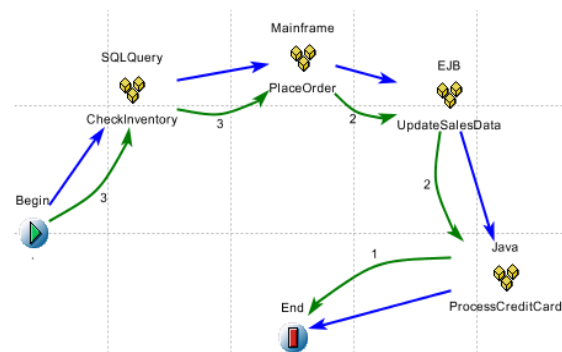 Mainframe
SQLQuery
EJB
PlaceOrder
2
CheckInventory
3
UpdateSalesData
2
3
Begin
Java
1
End
ProcessCreditCard